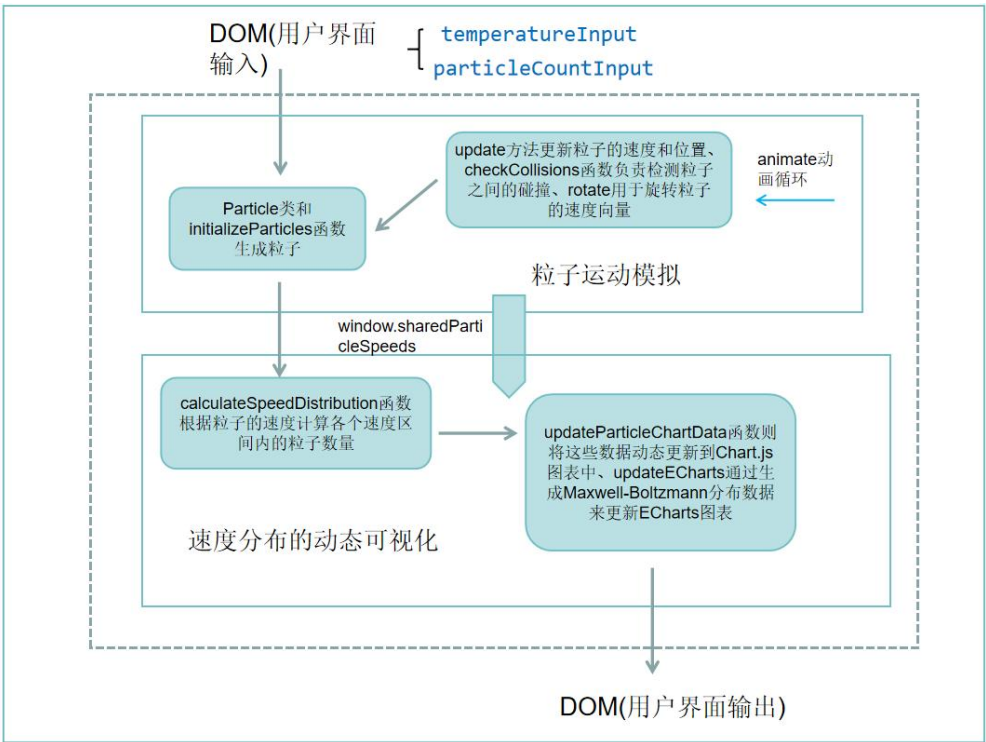 DOM(用户界面
输入)
temperatureInput
particleCountInput
update方法更新粒子的速度和位置、
checkCollisions函数负责检测粒子
之间的碰撞、rotate用于旋转粒子
的速度向量
animate动
画循环
Particle类和
initializeParticles函数
生成粒子
粒子运动模拟
window.sharedParti
cleSpeeds
calculateSpeedDistribution函数
根据粒子的速度计算各个速度区
间内的粒子数量
updateParticleChartData函数则
将这些数据动态更新到Chart.js
图表中、updateECharts通过生
成Maxwell-Boltzmann分布数据
来更新ECharts图表
速度分布的动态可视化
DOM(用户界面输出)